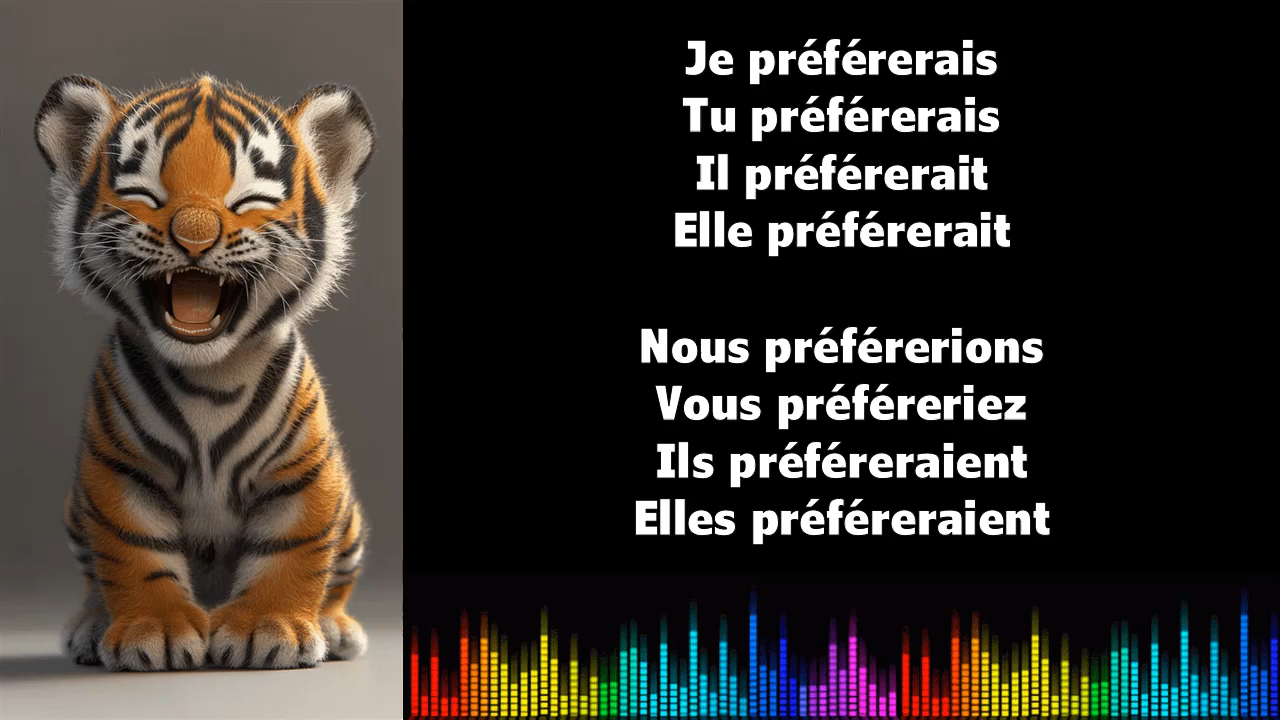 Je préférerais
Tu préférerais
Il préférerait
Elle préférerait
Nous préférerions
Vous préféreriez
Ils préféreraient
Elles préféreraient